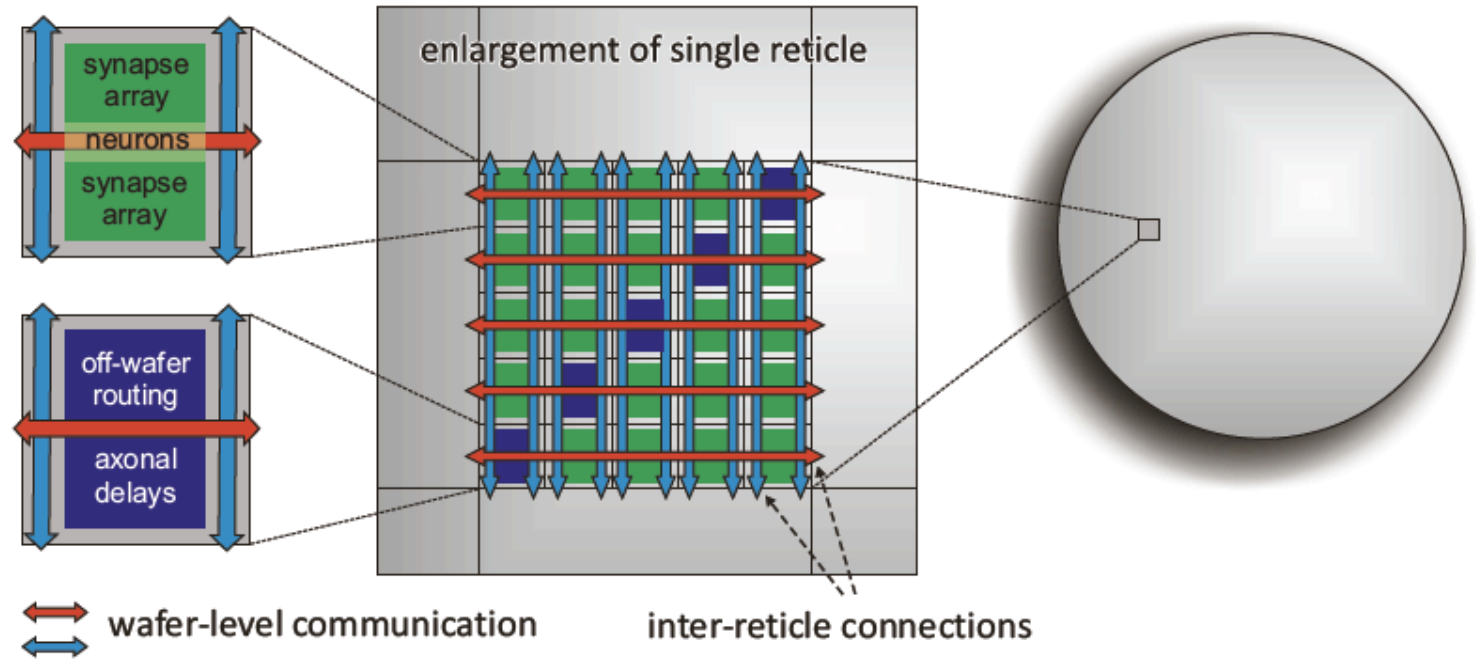 synapse
array
neurons
synapse
array
enlargement of single reticle
off-wafer
routing
axonal
delays
wafer-level communication
inter-reticle connections